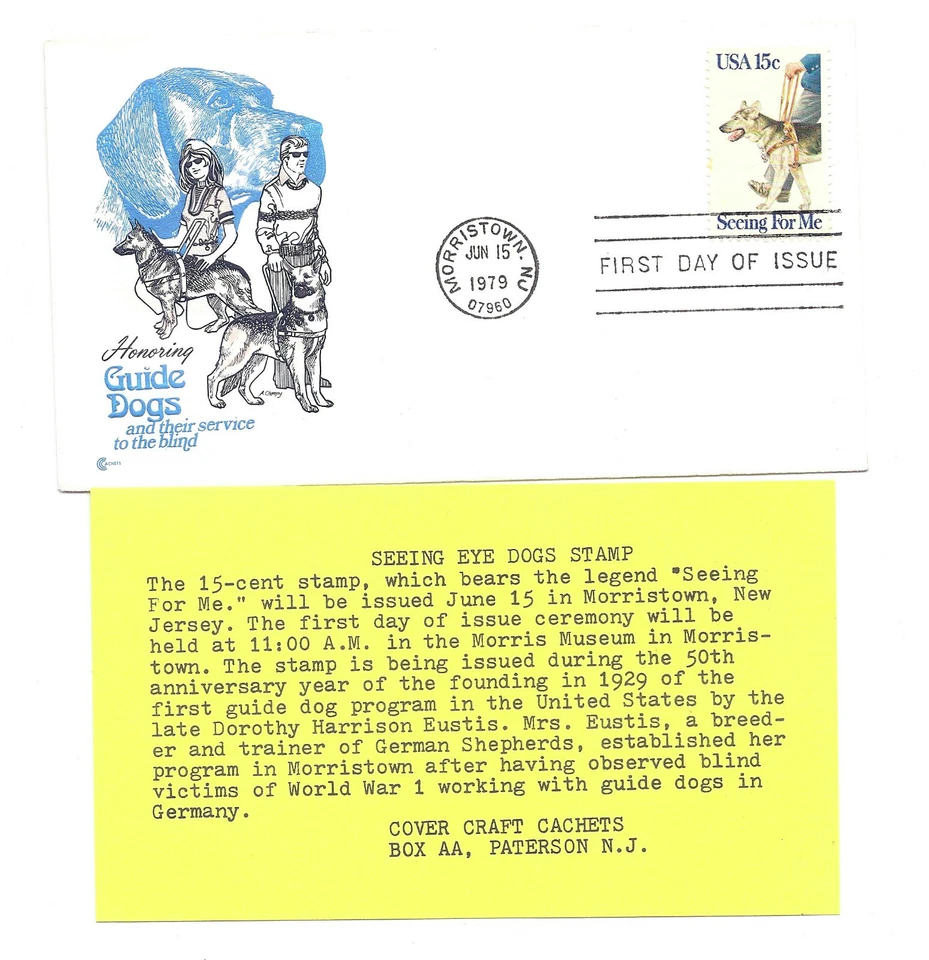 USA 15c
Seeing For Me
MORRISTOWN, NJ
JUN 15
1979
07960
FIRST DAY OF ISSUE
Honoring
Guide
Dogs
and their service
to the blind
CACHETS
SEEING EYE DOGS STAMP
The 15-cent stamp, which bears the legend "Seeing
For Me." will be issued June 15 in Morristown, New
Jersey. The first day of issue ceremony will be
held at 11:00 A.M. in the Morris Museum in Morris-
town. The stamp is being issued during the 50th
anniversary year of the founding in 1929 of the
first guide dog program in the United States by the
late Dorothy Harrison Eustis. Mrs. Eustis, a breed-
er and trainer of German Shepherds, established her
program in Morristown after having observed blind
victims of World War 1 working with guide dogs in
Germany.
COVER CRAFT CACHETS
BOX AA, PATERSON N.J.